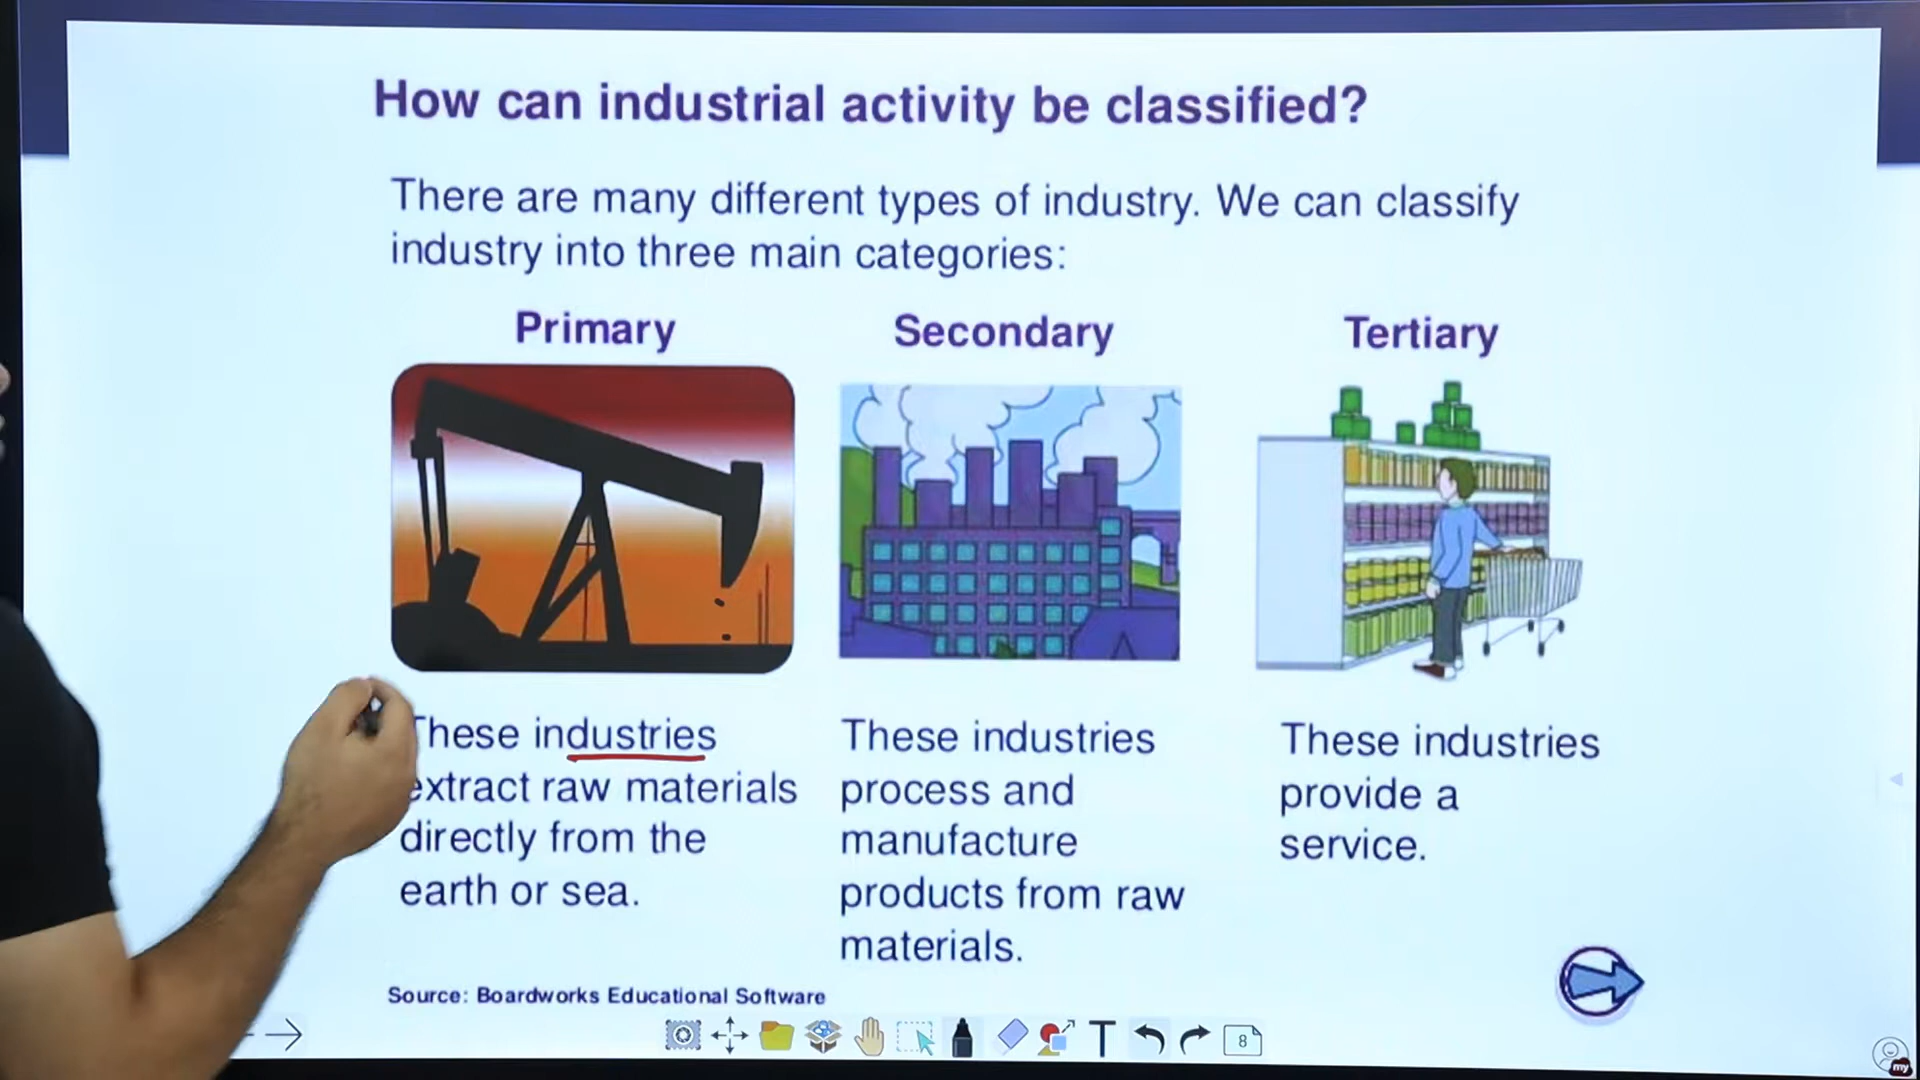 How can industrial activity be classified?
There are many different types of industry. We can classify
industry into three main categories:
Primary
Secondary
Tertiary
These industries
extract raw materials
directly from the
earth or sea.
These industries
process and
manufacture
products from raw
materials.
These industries
provide a
service.
Source: Boardworks Educational Software
T
8
my